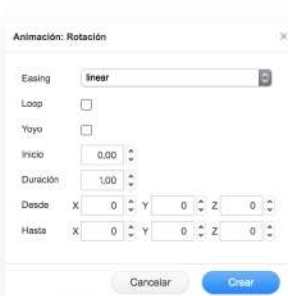 Animación: Rotación ×
Easing linear
Loop
Yoyo
Inicio 0,00
Duración 1,00
Desde X 0 Y 0 Z 0
Hasta X 0 Y 0 Z 0
Cancelar Crear